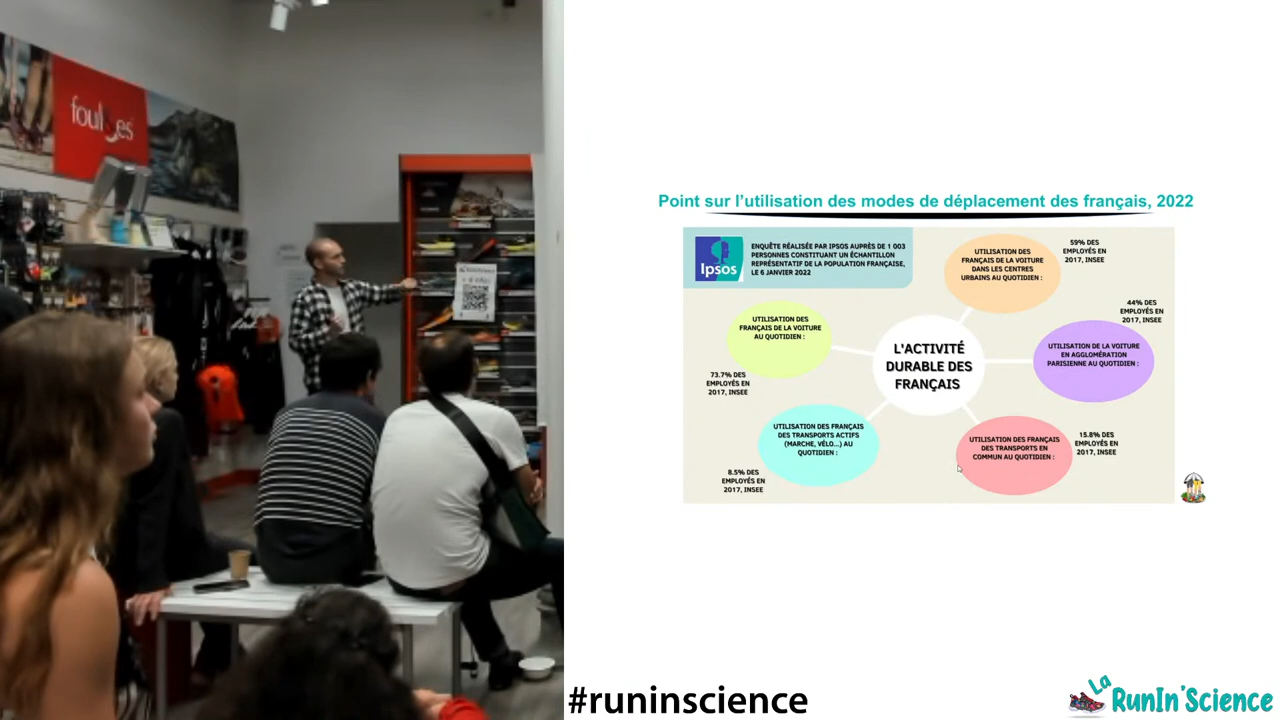 foulées
Point sur l'utilisation des modes de déplacement des français, 2022
Ipsos
ENQUÊTE RÉALISÉE PAR IPSOS AUPRÈS DE 1 003
PERSONNES CONSTITUANT UN ÉCHANTILLON
REPRÉSENTATIF DE LA POPULATION FRANÇAISE,
LE 6 JANVIER 2022
UTILISATION DES
FRANÇAIS DE LA VOITURE
DANS LES CENTRES
URBAINS AU QUOTIDIEN :
59% DES
EMPLOYÉS EN
2017, INSEE
UTILISATION DES
FRANÇAIS DE LA VOITURE
AU QUOTIDIEN :
73.7% DES
EMPLOYÉS EN
2017, INSEE
L'ACTIVITÉ
DURABLE DES
FRANÇAIS
44% DES
EMPLOYÉS EN
2017, INSEE
UTILISATION DE LA VOITURE
EN AGGLOMÉRATION
PARISIENNE AU QUOTIDIEN :
UTILISATION DES FRANÇAIS
DES TRANSPORTS ACTIFS
(MARCHE, VÉLO...) AU
QUOTIDIEN :
8.5% DES
EMPLOYÉS EN
2017, INSEE
UTILISATION DES FRANÇAIS
DES TRANSPORTS EN
COMMUN AU QUOTIDIEN :
15.8% DES
EMPLOYÉS EN
2017, INSEE
#runinscience
La RunIn'Science